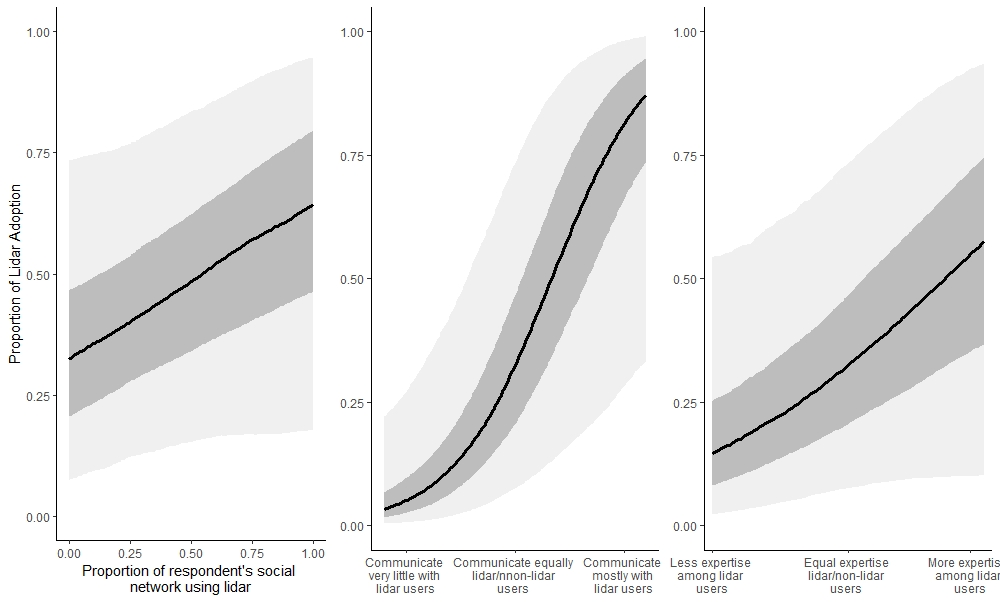 Proportion of Lidar Adoption
1.00
0.75
0.50
0.25
0.00
0.00 0.25 0.50 0.75 1.00
Proportion of respondent's social
network using lidar
1.00
0.75
0.50
0.25
0.00
Communicate
very little with
lidar users
Communicate equally
lidar/nnon-lidar
users
Communicate
mostly with
lidar users
1.00
0.75
0.50
0.25
0.00
Less expertise
among lidar
users
Equal expertise
lidar/non-lidar
users
More expertis
among lidar
users